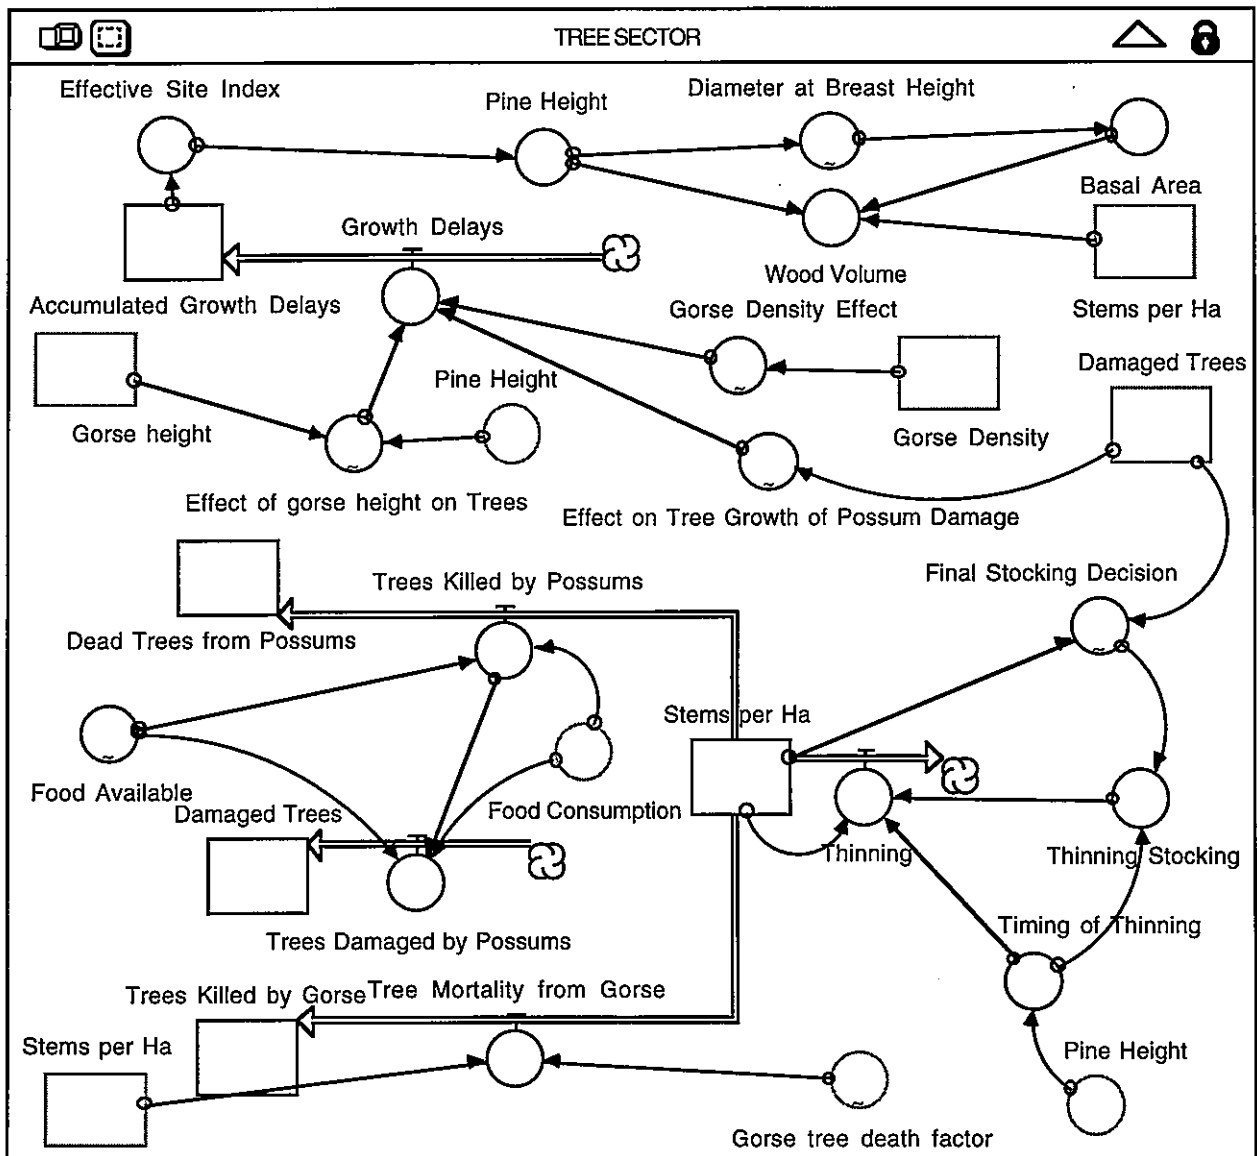 TREE SECTOR
Effective Site Index
Pine Height
Diameter at Breast Height
Basal Area
Growth Delays
Wood Volume
Accumulated Growth Delays
Gorse Density Effect
Stems per Ha
Damaged Trees
Pine Height
Gorse height
Gorse Density
Effect of gorse height on Trees
Effect on Tree Growth of Possum Damage
Trees Killed by Possums
Final Stocking Decision
Dead Trees from Possums
Stems per Ha
Food Available
Damaged Trees
Food Consumption
Thinning
Thinning Stocking
Timing of Thinning
Trees Damaged by Possums
Trees Killed by Gorse
Tree Mortality from Gorse
Stems per Ha
Pine Height
Gorse tree death factor